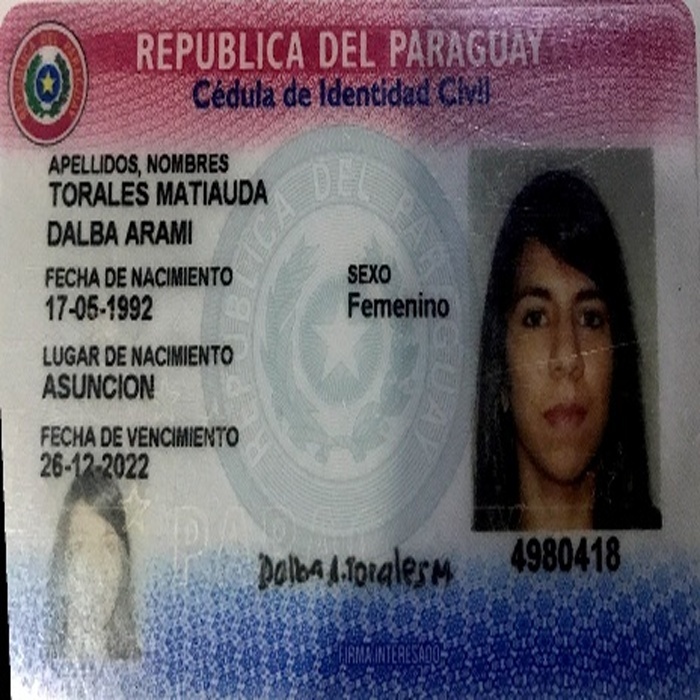 REPUBLICA DEL PARAGUAY
Cédula de Identidad Civil
APELLIDOS, NOMBRES
TORALES MATIAUDA
DALBA ARAMI
FECHA DE NACIMIENTO
17-05-1992
SEXO
Femenino
LUGAR DE NACIMIENTO
ASUNCION
FECHA DE VENCIMIENTO
26-12-2022
REPUBLICA DEL PARAGUAY
Dalba A. Torales M
4980418
FIRMA INTERESADO